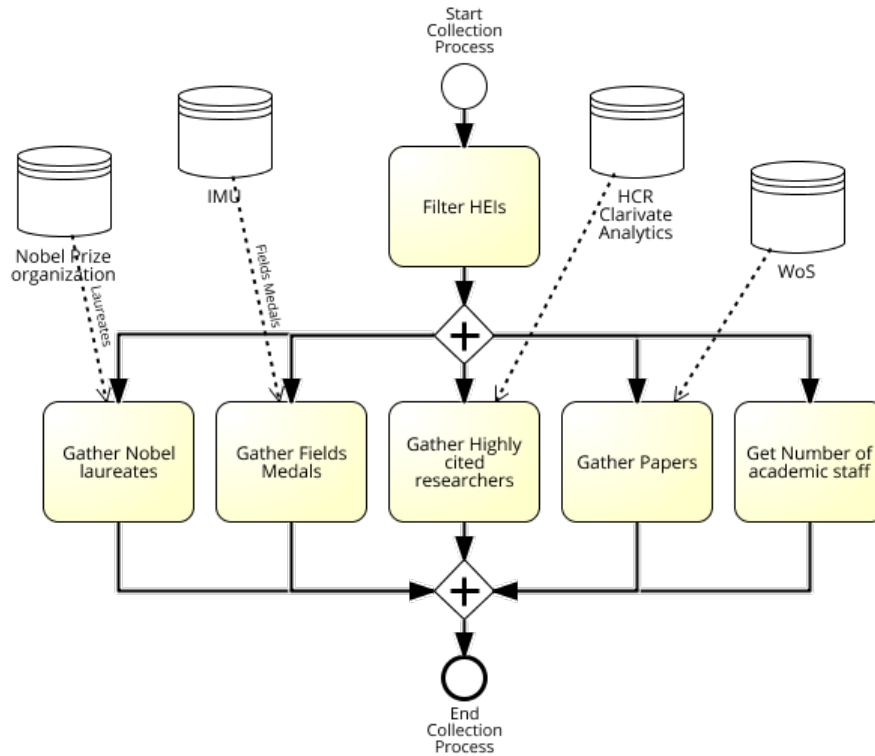 Start
Collection
Process
Filter HEIs
IMU
HCR
Clarivate
Analytics
Nobel Prize
organization
WoS
Laureates
Fields Medals
Gather Nobel
laureates
Gather Fields
Medals
Gather Highly
cited
researchers
Gather Papers
Get Number of
academic staff
End
Collection
Process